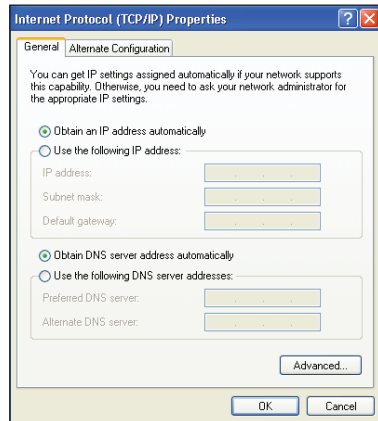 Internet Protocol (TCP/IP) Properties
General
Alternate Configuration
You can get IP settings assigned automatically if your network supports
this capability. Otherwise, you need to ask your network administrator for
the appropriate IP settings.
Obtain an IP address automatically
Use the following IP address:
IP address:
Subnet mask:
Default gateway:
Obtain DNS server address automatically
Use the following DNS server addresses:
Preferred DNS server:
Alternate DNS server:
Advanced...
OK
Cancel